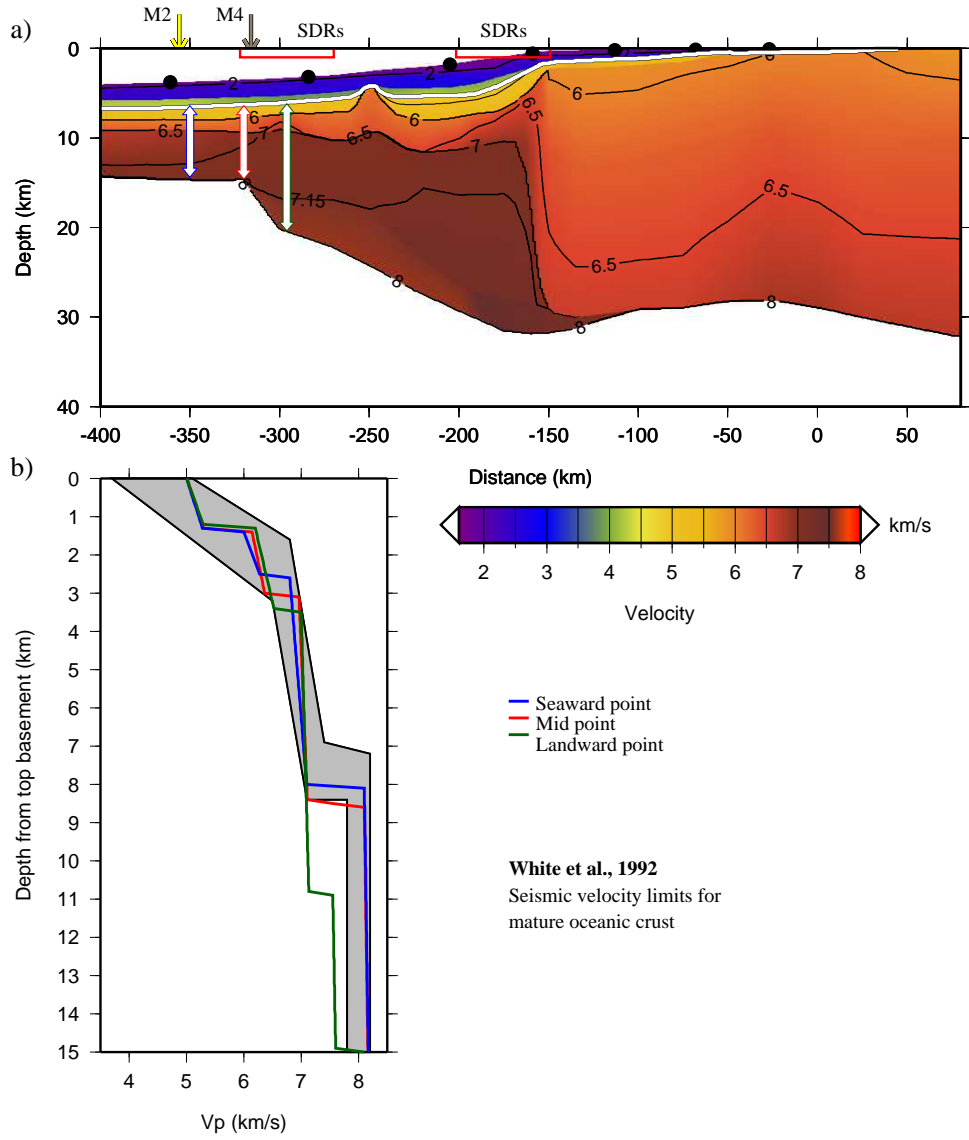 M2 M4 SDRs SDRs
a)
0
10
20
30
40
Depth (km)
2 2
6 6 6 6
6.5 7 6.5 7 6.5
8 7.15 6.5 6.5
8 8 8
-400 -350 -300 -250 -200 -150 -100 -50 0 50
Distance (km)
b)
0
1
2
3
4
5
6
7
8
9
10
11
12
13
14
15
Depth from top basement (km)
4 5 6 7 8
Vp (km/s)
km/s
2 3 4 5 6 7 8
Velocity
Seaward point
Mid point
Landward point
White et al., 1992
Seismic velocity limits for
mature oceanic crust